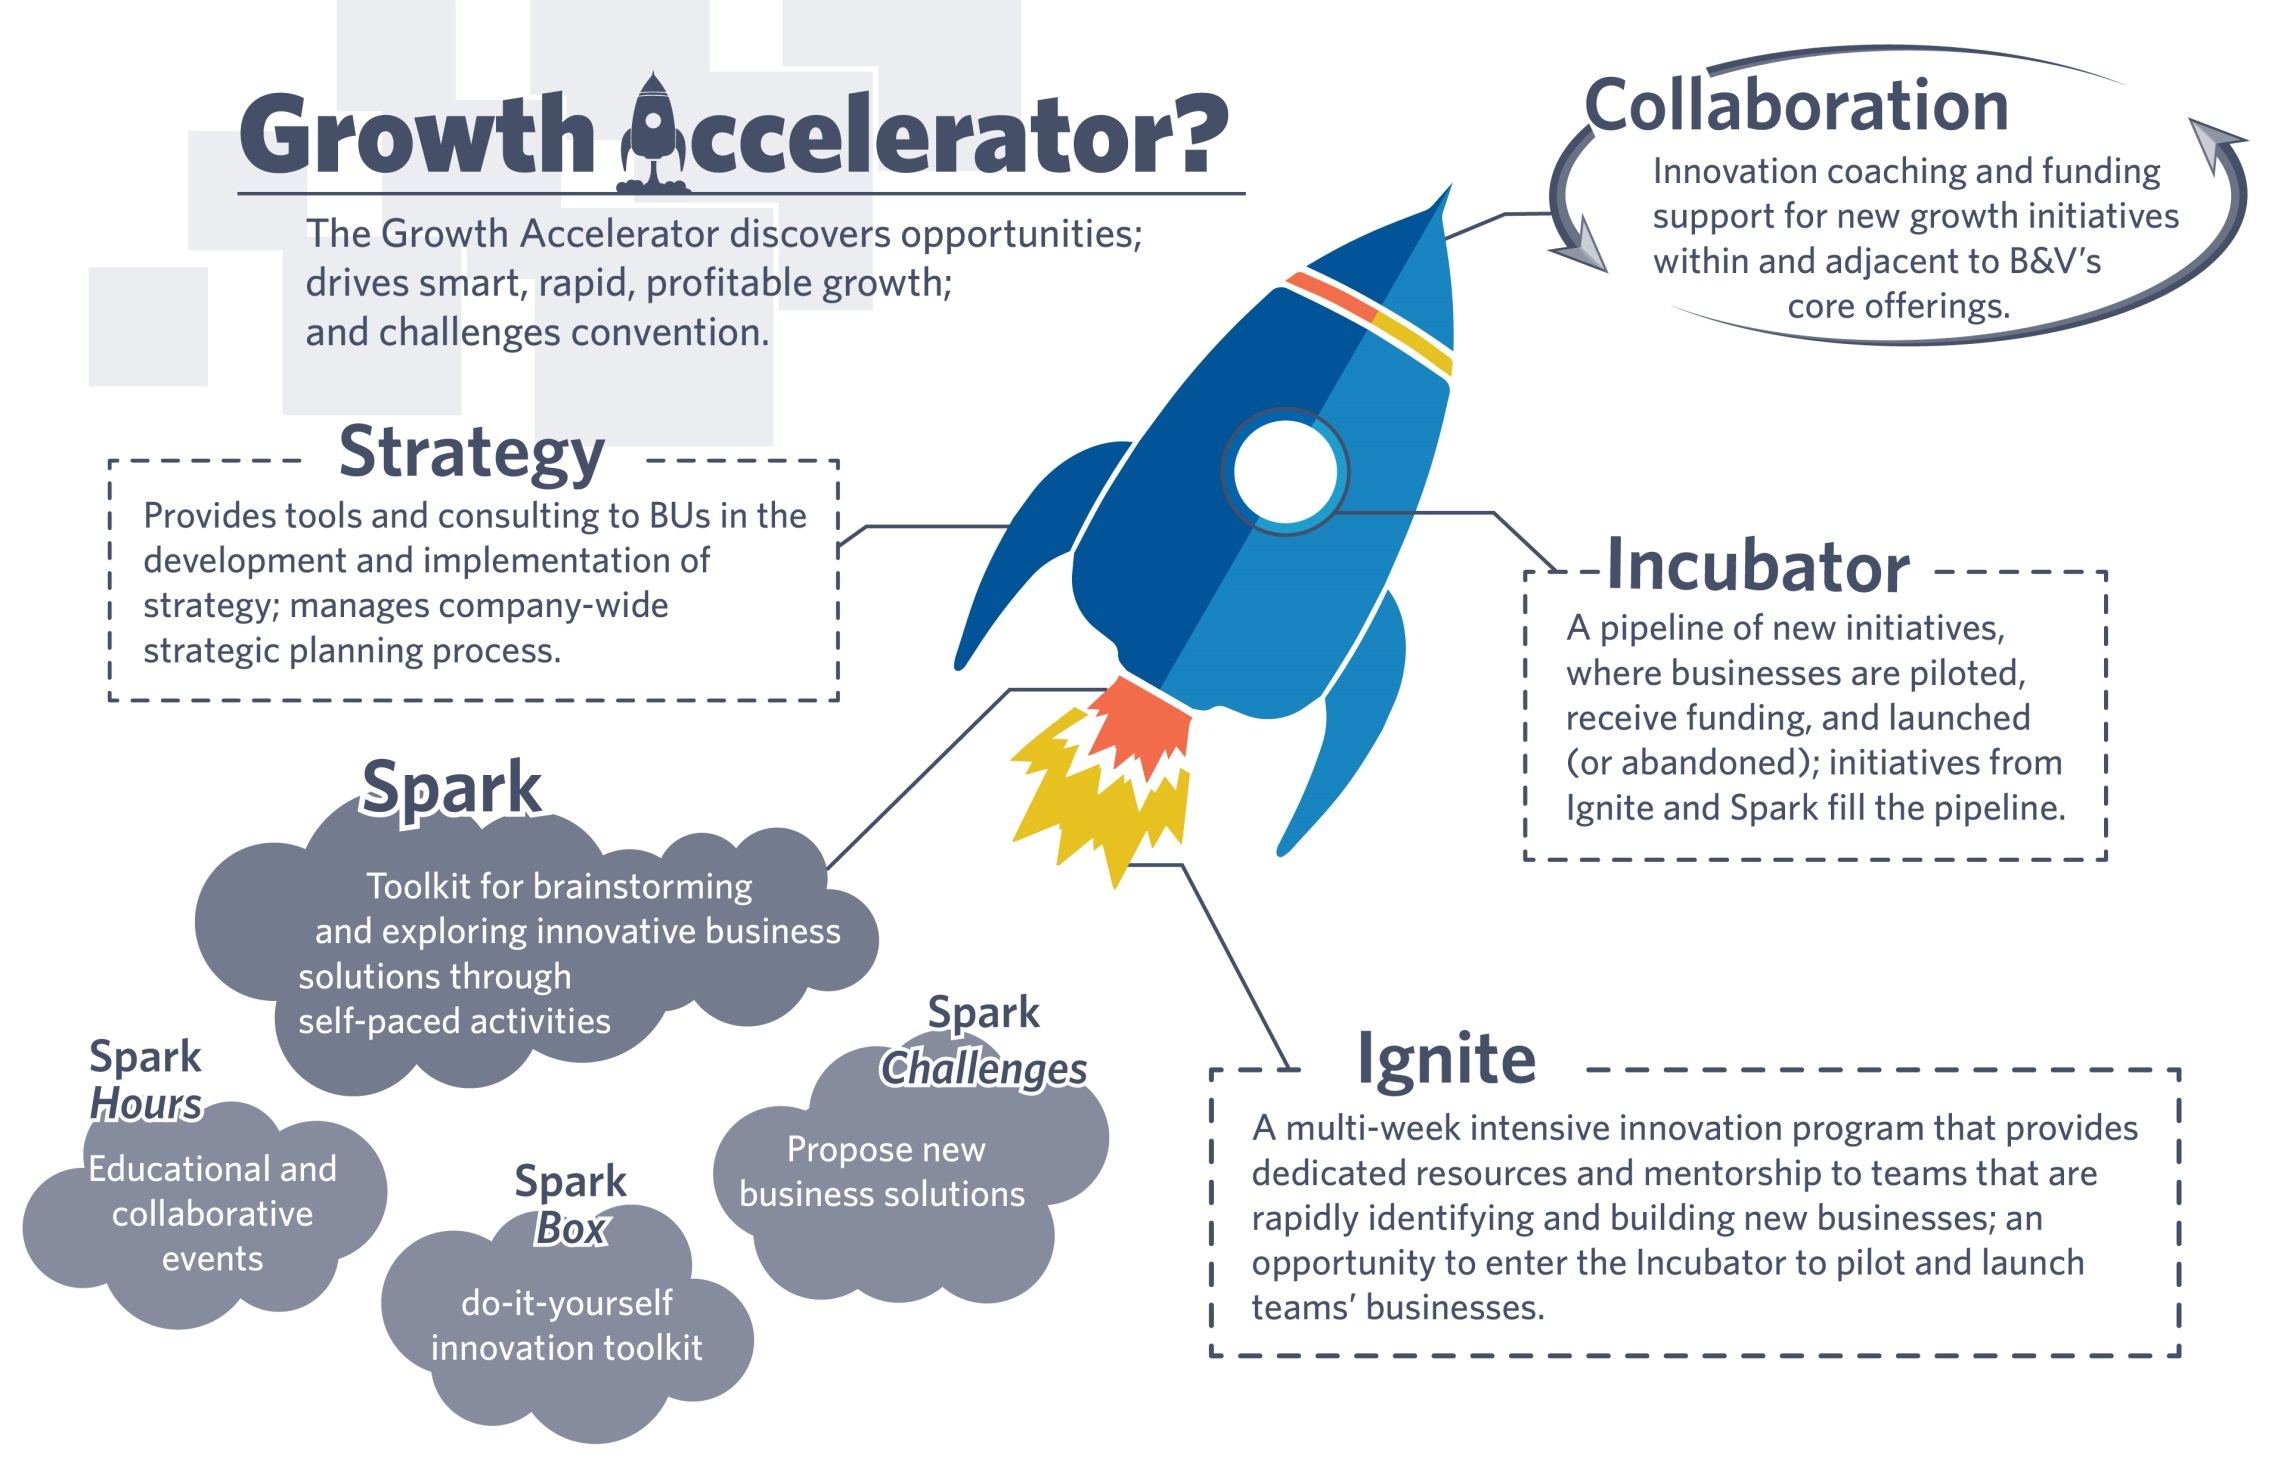 Growth Accelerator?
The Growth Accelerator discovers opportunities;
drives smart, rapid, profitable growth;
and challenges convention.
Collaboration
Innovation coaching and funding
support for new growth initiatives
within and adjacent to B&V's
core offerings.
Strategy
Provides tools and consulting to BUs in the
development and implementation of
strategy; manages company-wide
strategic planning process.
Incubator
A pipeline of new initiatives,
where businesses are piloted,
receive funding, and launched
(or abandoned); initiatives from
Ignite and Spark fill the pipeline.
Spark
Toolkit for brainstorming
and exploring innovative business
solutions through
self-paced activities
Spark
Hours
Educational and
collaborative
events
Spark
Box
do-it-yourself
innovation toolkit
Spark
Challenges
Propose new
business solutions
Ignite
A multi-week intensive innovation program that provides
dedicated resources and mentorship to teams that are
rapidly identifying and building new businesses; an
opportunity to enter the Incubator to pilot and launch
teams' businesses.